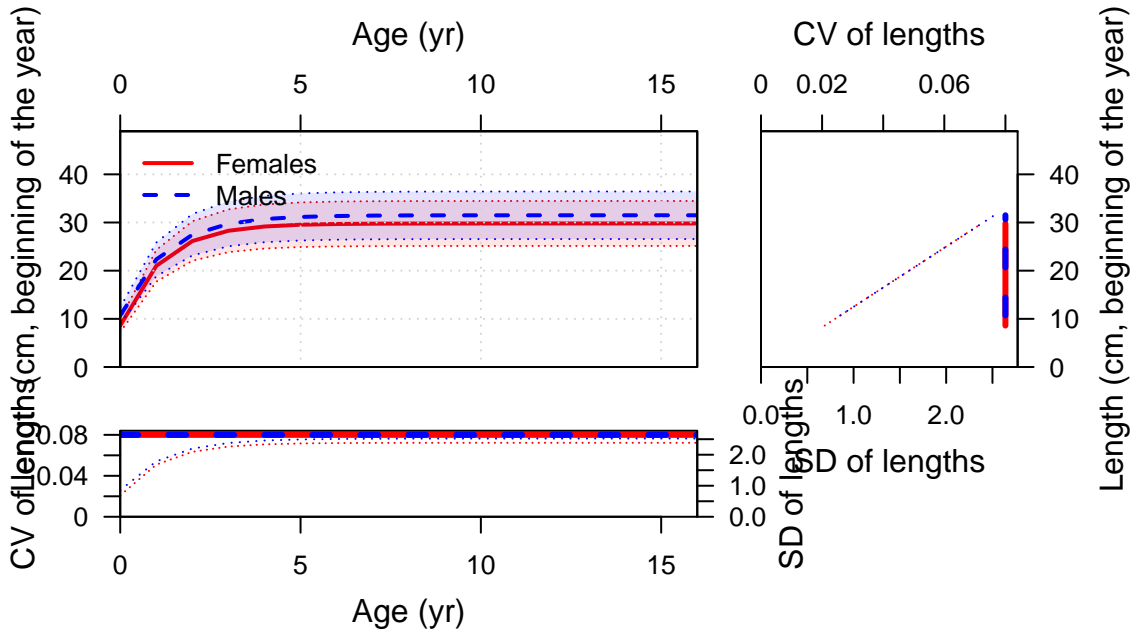 Age (yr)
CV of lengths
0 5 10 15
0 0.02 0.06
Length (cm, beginning of the year)
Females
Males
40
30
20
10
0
40
30
20
10
0
Length (cm, beginning of the year)
0.0 1.0 2.0
SD of lengths
CV of lengths
0.08
0.04
0
2.0
1.0
0.0
SD of lengths
0 5 10 15
Age (yr)